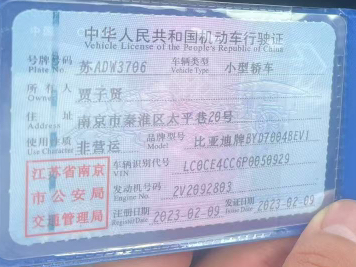 中华人民共和国机动车行驶证
Vehicle License of the People's Republic of China
号牌号码 苏ADW3706 车辆类型 小型轿车
Plate No. Vehicle Type
所有人 贾子贤
Owner
住址 南京市秦淮区太平巷20号
Address
使用性质 非营运 品牌型号 比亚迪牌BYD7004BEV1
Use Character Model
车辆识别代号 LC0CE4CC6P0050929
VIN
发动机号码 2V2092803
Engine No.
注册日期 2023-02-09 发证日期 2023-02-09
Register Date Issue Date
江苏省南京
市公安局
交通管理局